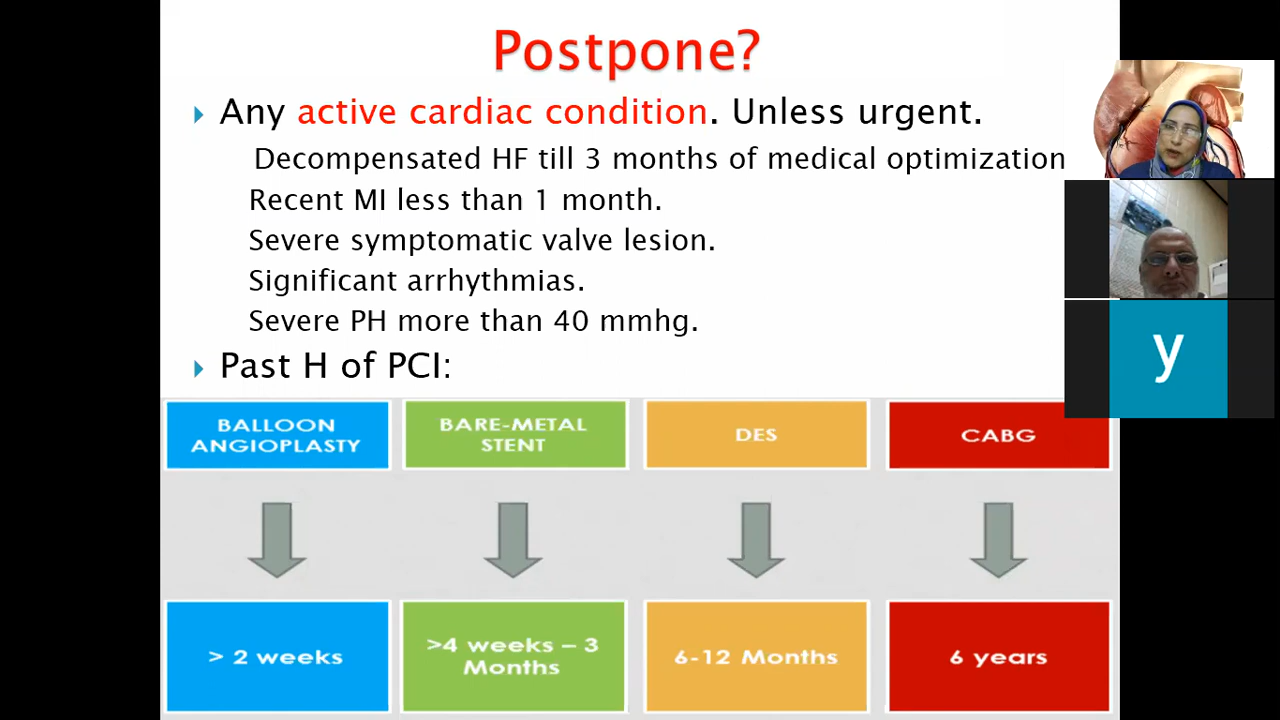 Postpone?
Any active cardiac condition. Unless urgent.
Decompensated HF till 3 months of medical optimization
Recent MI less than 1 month.
Severe symptomatic valve lesion.
Significant arrhythmias.
Severe PH more than 40 mmhg.
Past H of PCI:
BALLOON
ANGIOPLASTY
BARE-METAL
STENT
DES
CABG
> 2 weeks
>4 weeks – 3
Months
6-12 Months
6 years
y